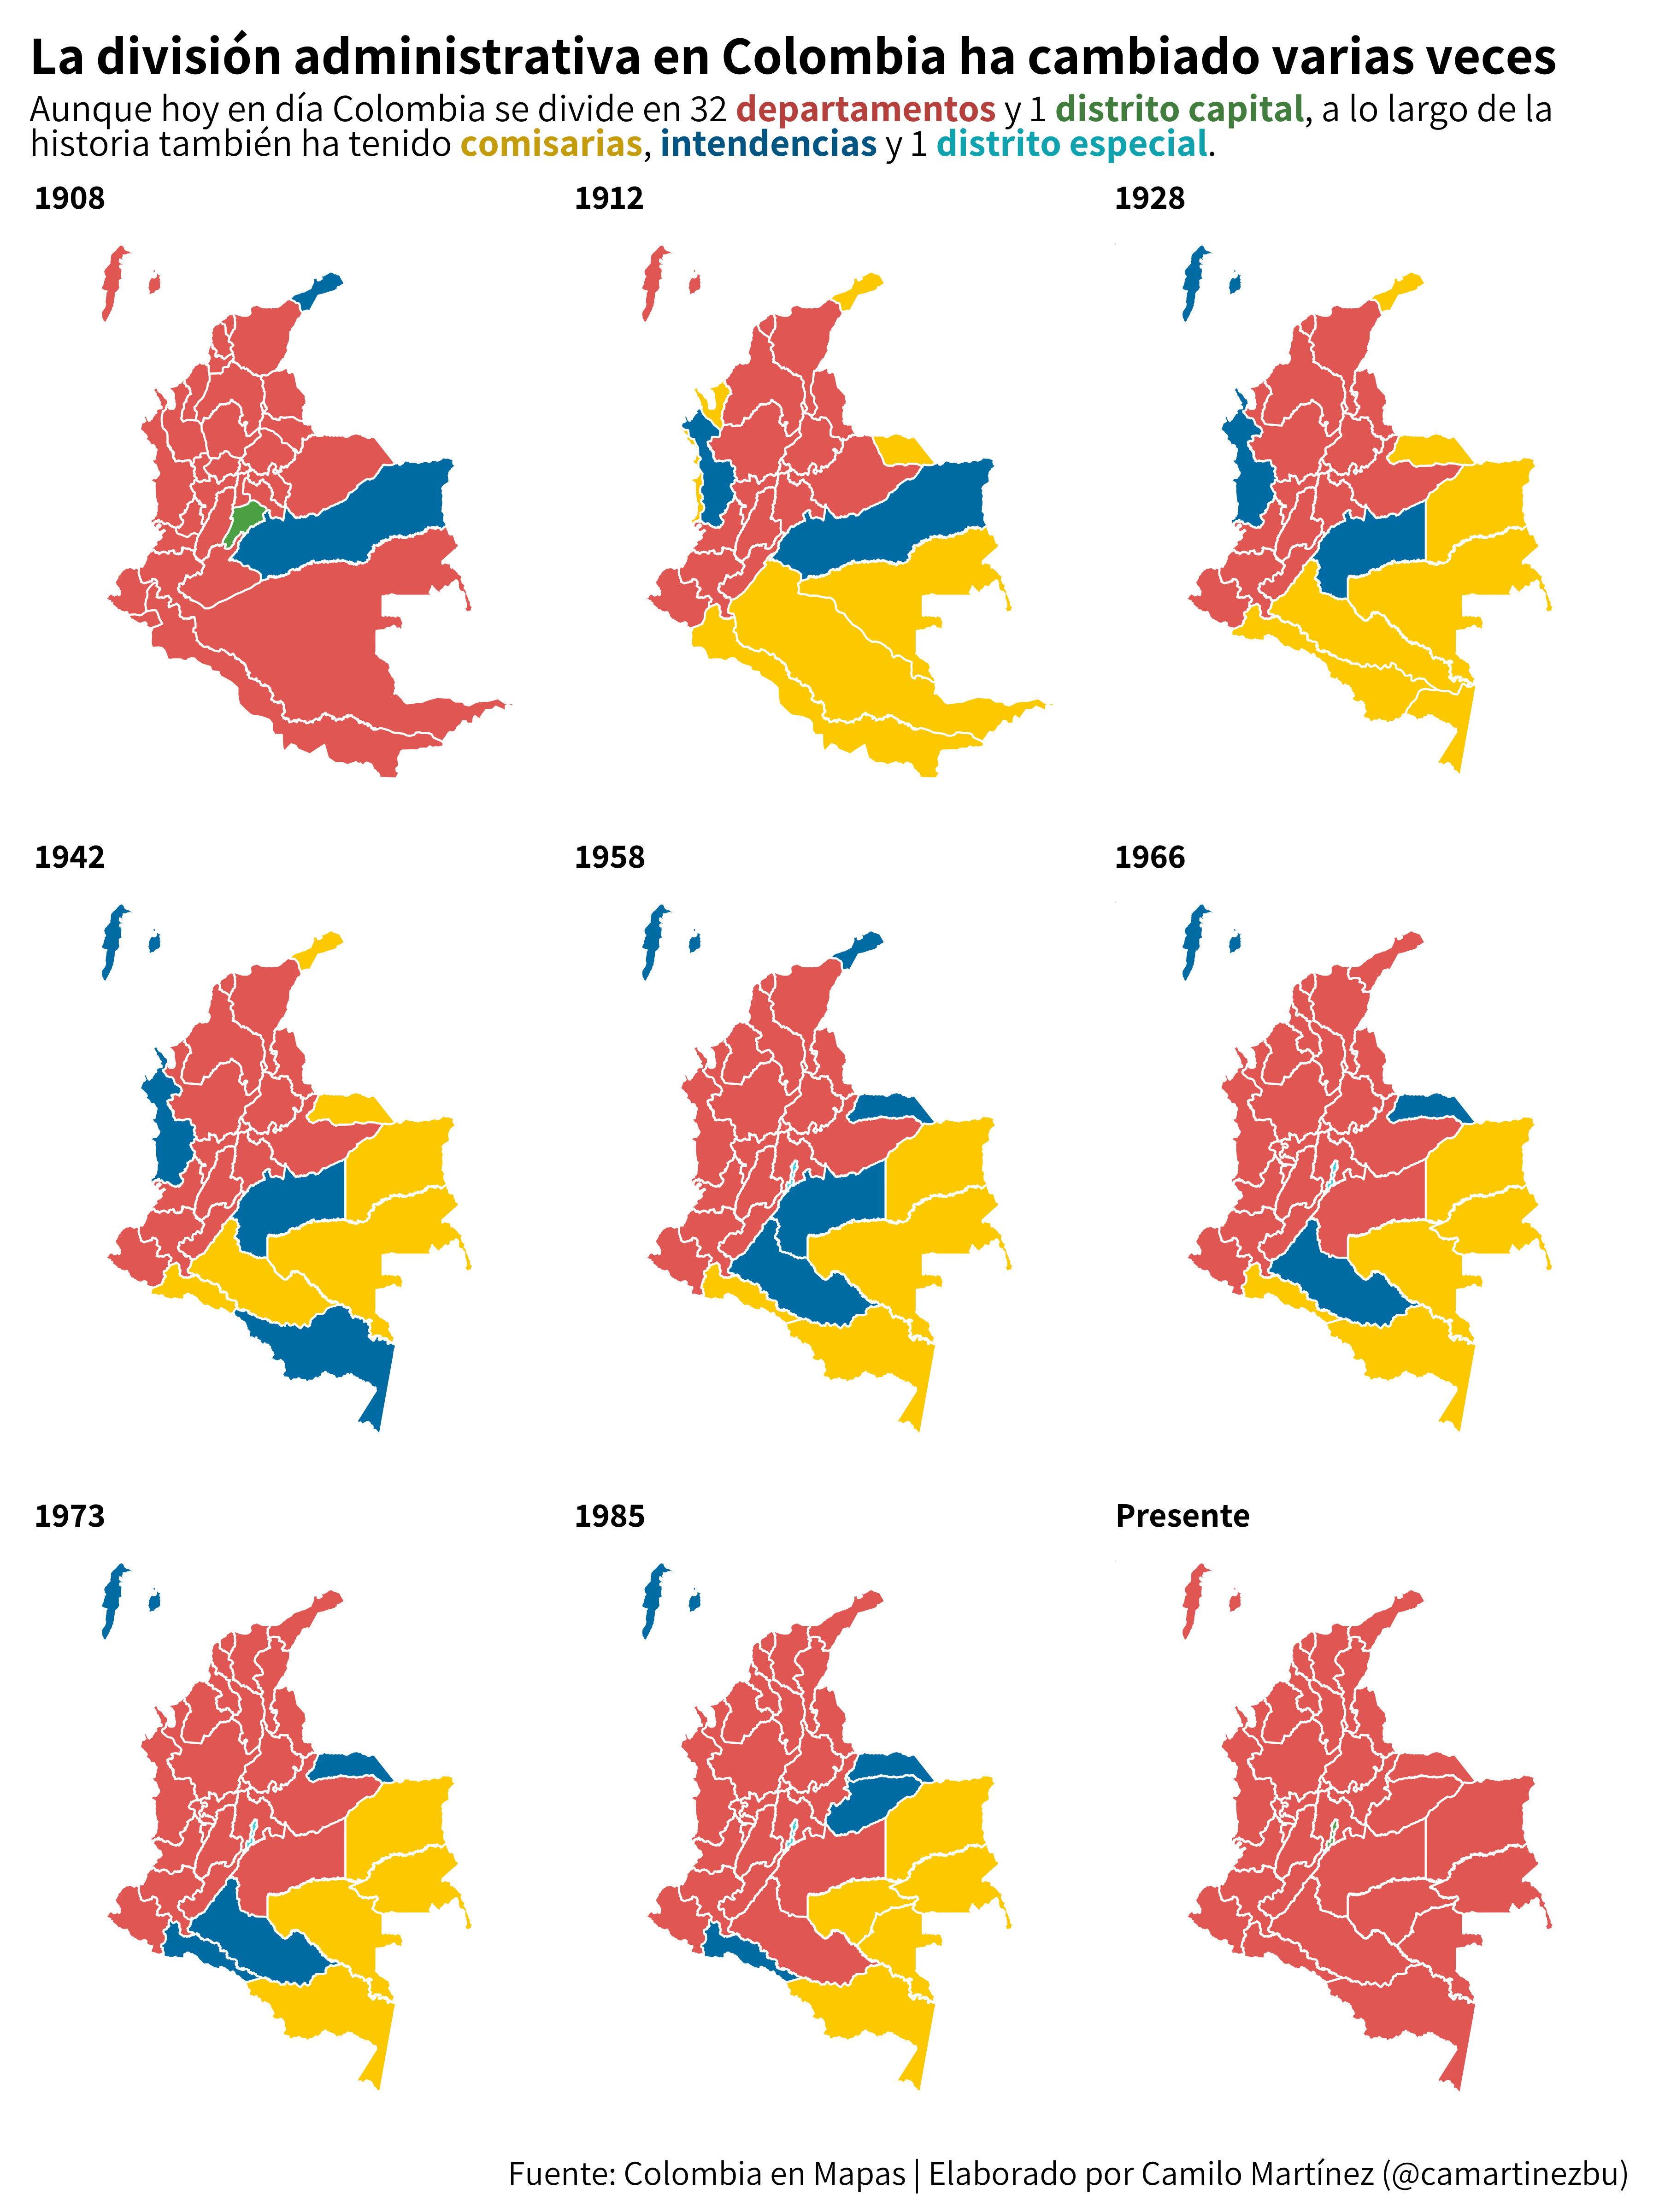 La división administrativa en Colombia ha cambiado varias veces
Aunque hoy en día Colombia se divide en 32 departamentos y 1 distrito capital, a lo largo de la
historia también ha tenido comisarias, intendencias y 1 distrito especial.
1908
1912
1928
1942
1958
1966
1973
1985
Presente
Fuente: Colombia en Mapas | Elaborado por Camilo Martínez (@camartinezbu)